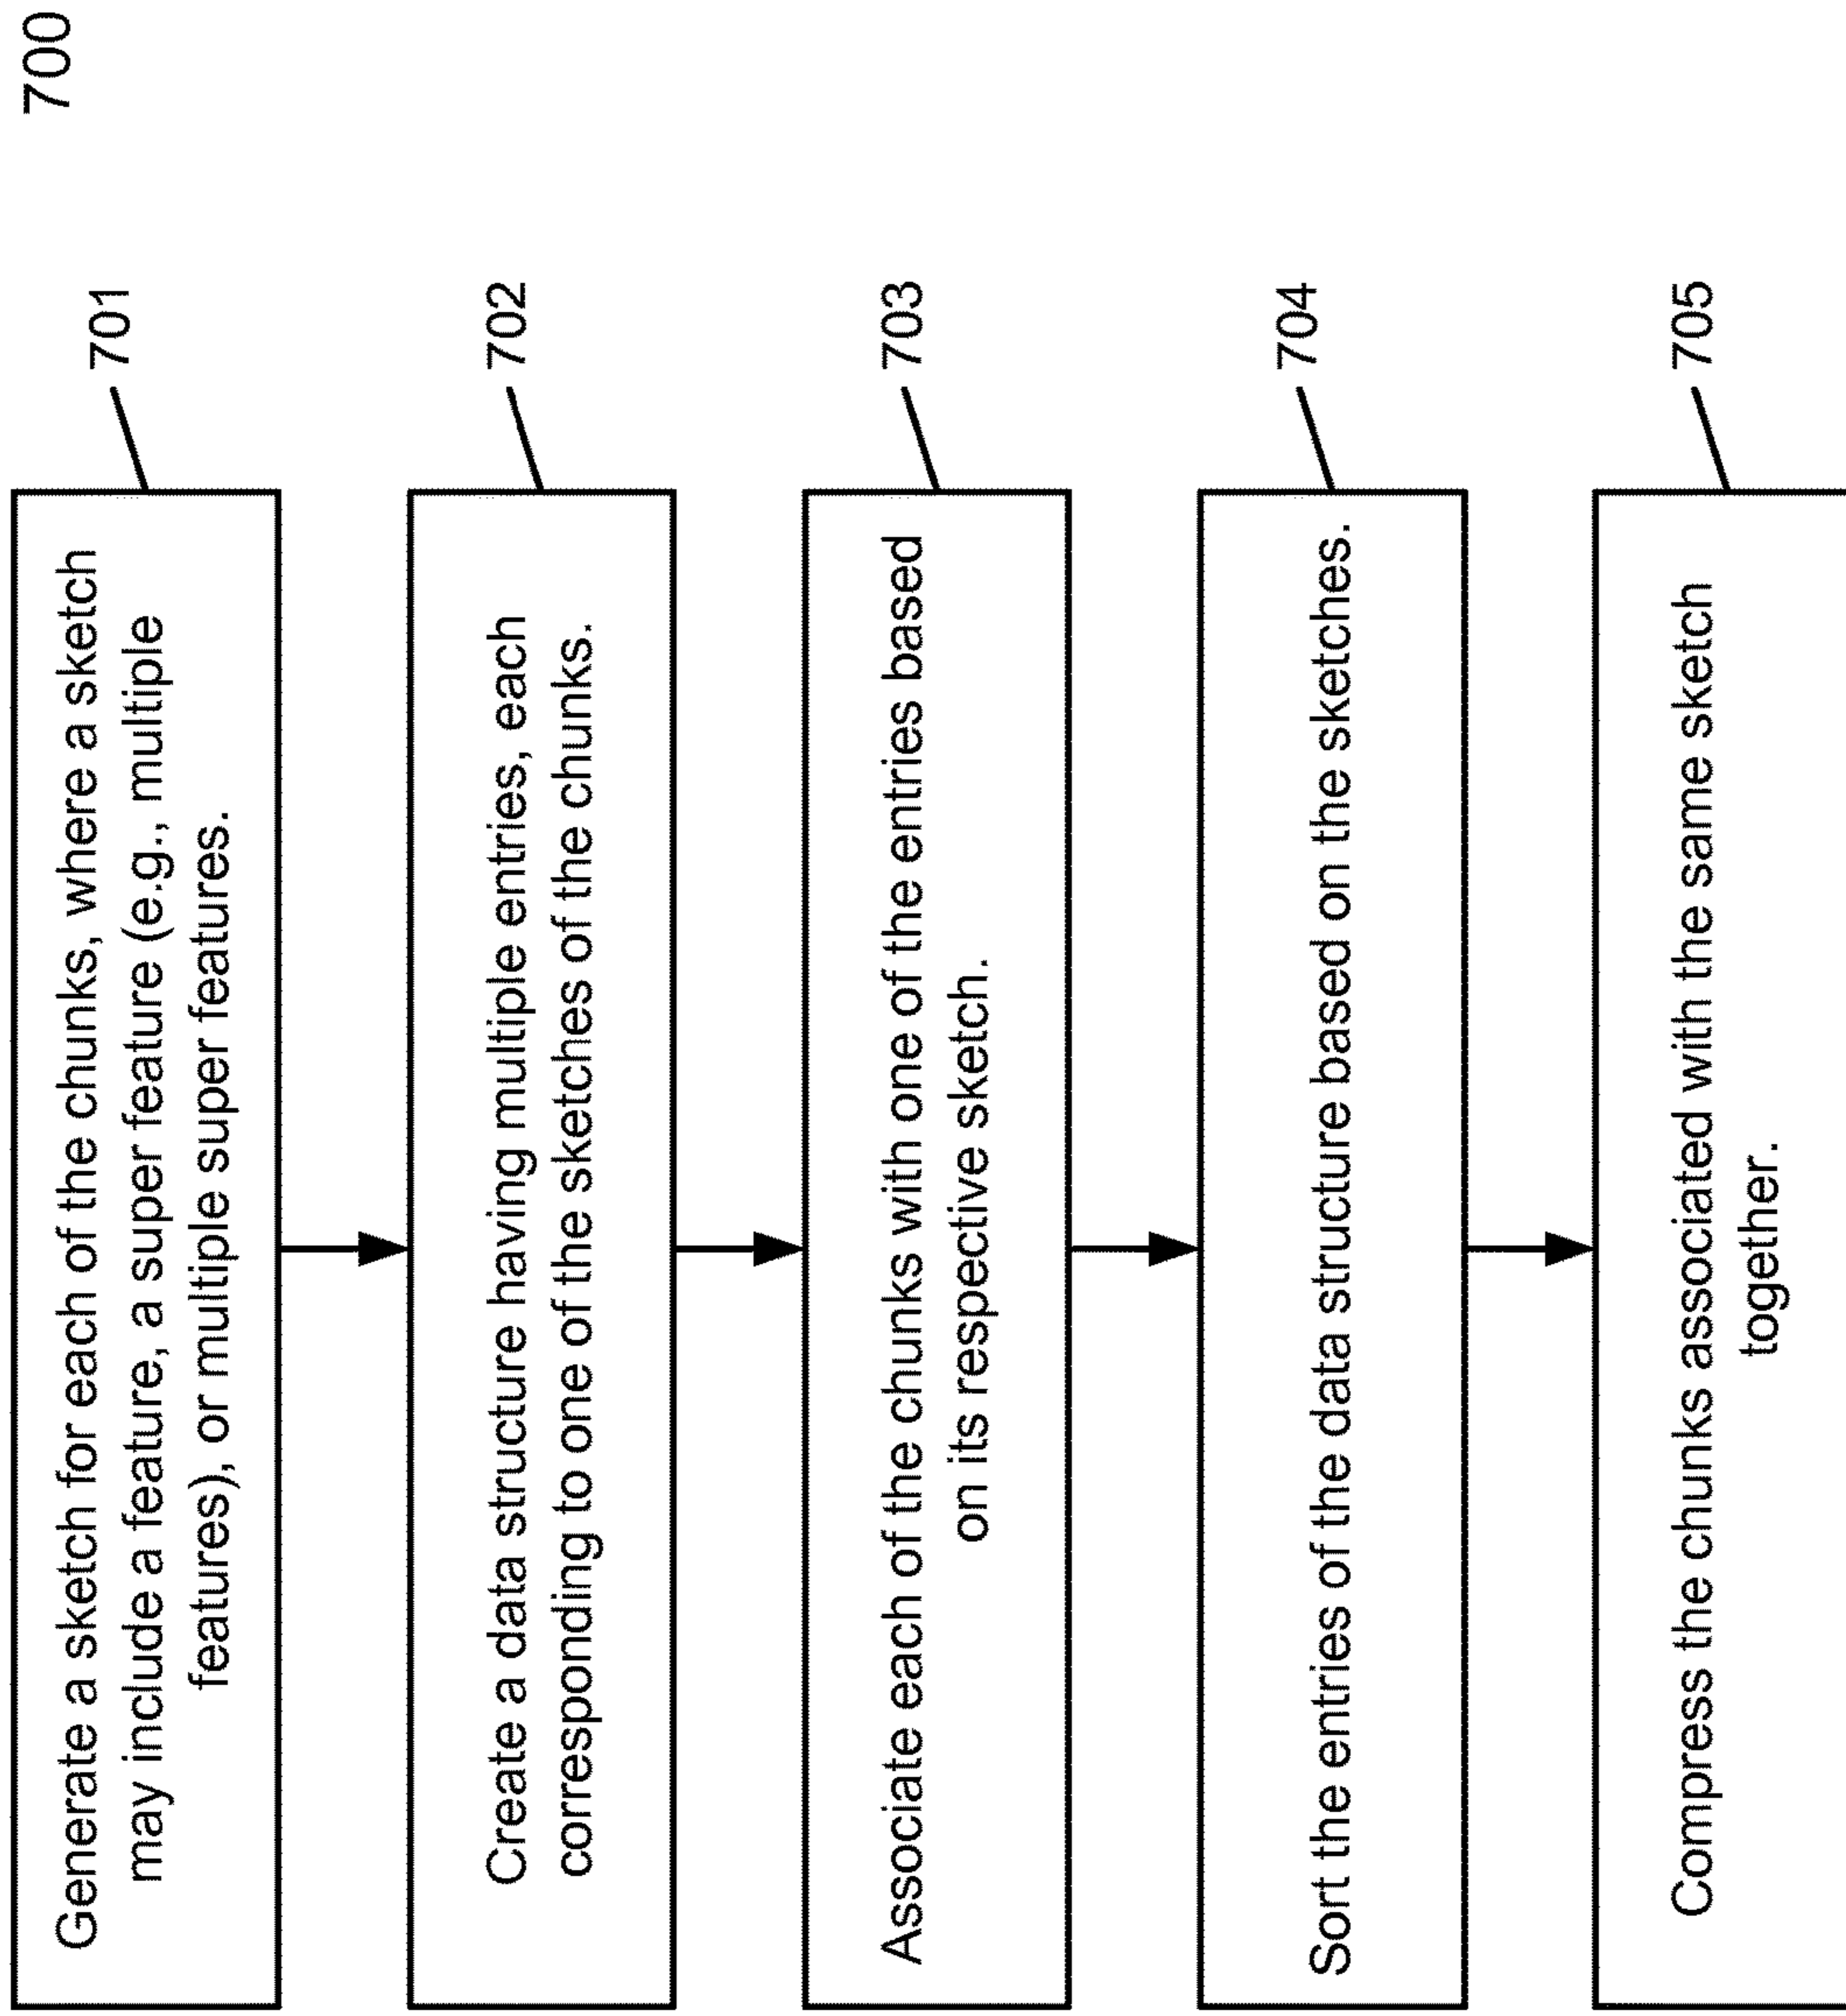 700
Generate a sketch for each of the chunks, where a sketch
may include a feature, a super feature (e.g., multiple
features), or multiple super features.
701
Create a data structure having multiple entries, each
corresponding to one of the sketches of the chunks.
702
Associate each of the chunks with one of the entries based
on its respective sketch.
703
Sort the entries of the data structure based on the sketches.
704
Compress the chunks associated with the same sketch
together.
705